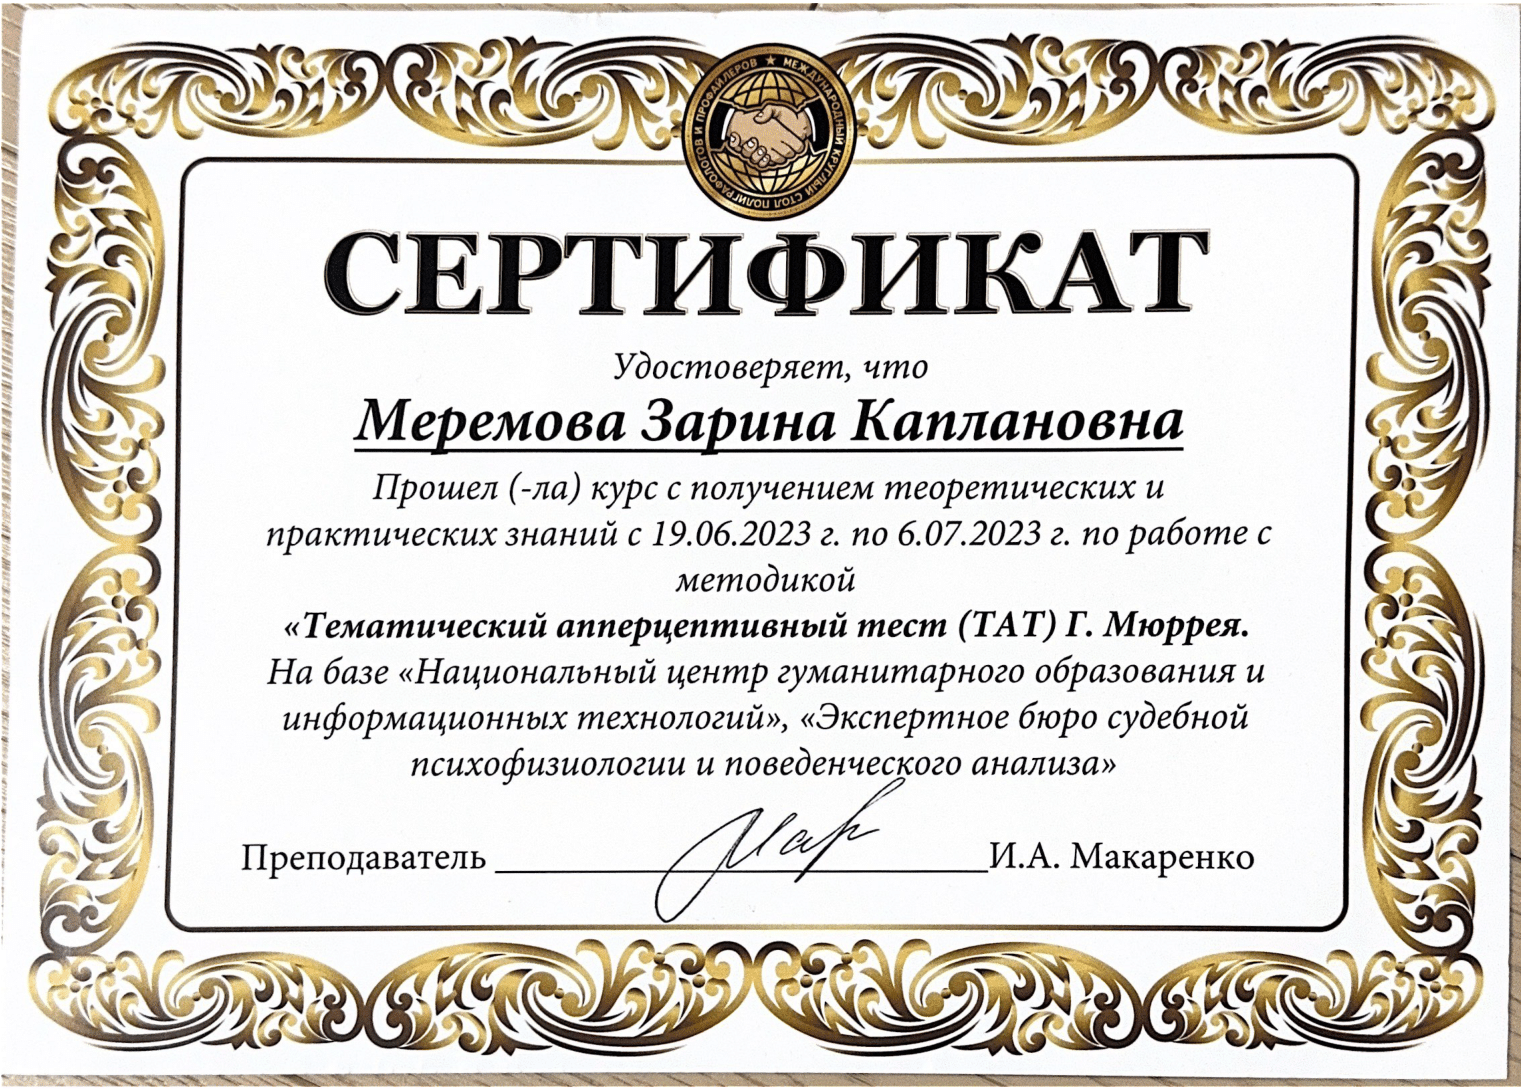 МЕЖДУНАРОДНЫЙ КРУГЛЫЙ СТОЛ ПОЛИГРАФОЛОГОВ И ПРОФАЙЛЕРОВ ★
СЕРТИФИКАТ
Удостоверяет, что
Меремова Зарина Каплановна
Прошел (-ла) курс с получением теоретических и
практических знаний с 19.06.2023 г. по 6.07.2023 г. по работе с
методикой
«Тематический апперцептивный тест (ТАТ) Г. Мюррея.
На базе «Национальный центр гуманитарного образования и
информационных технологий», «Экспертное бюро судебной
психофизиологии и поведенческого анализа»
Преподаватель И.А. Макаренко